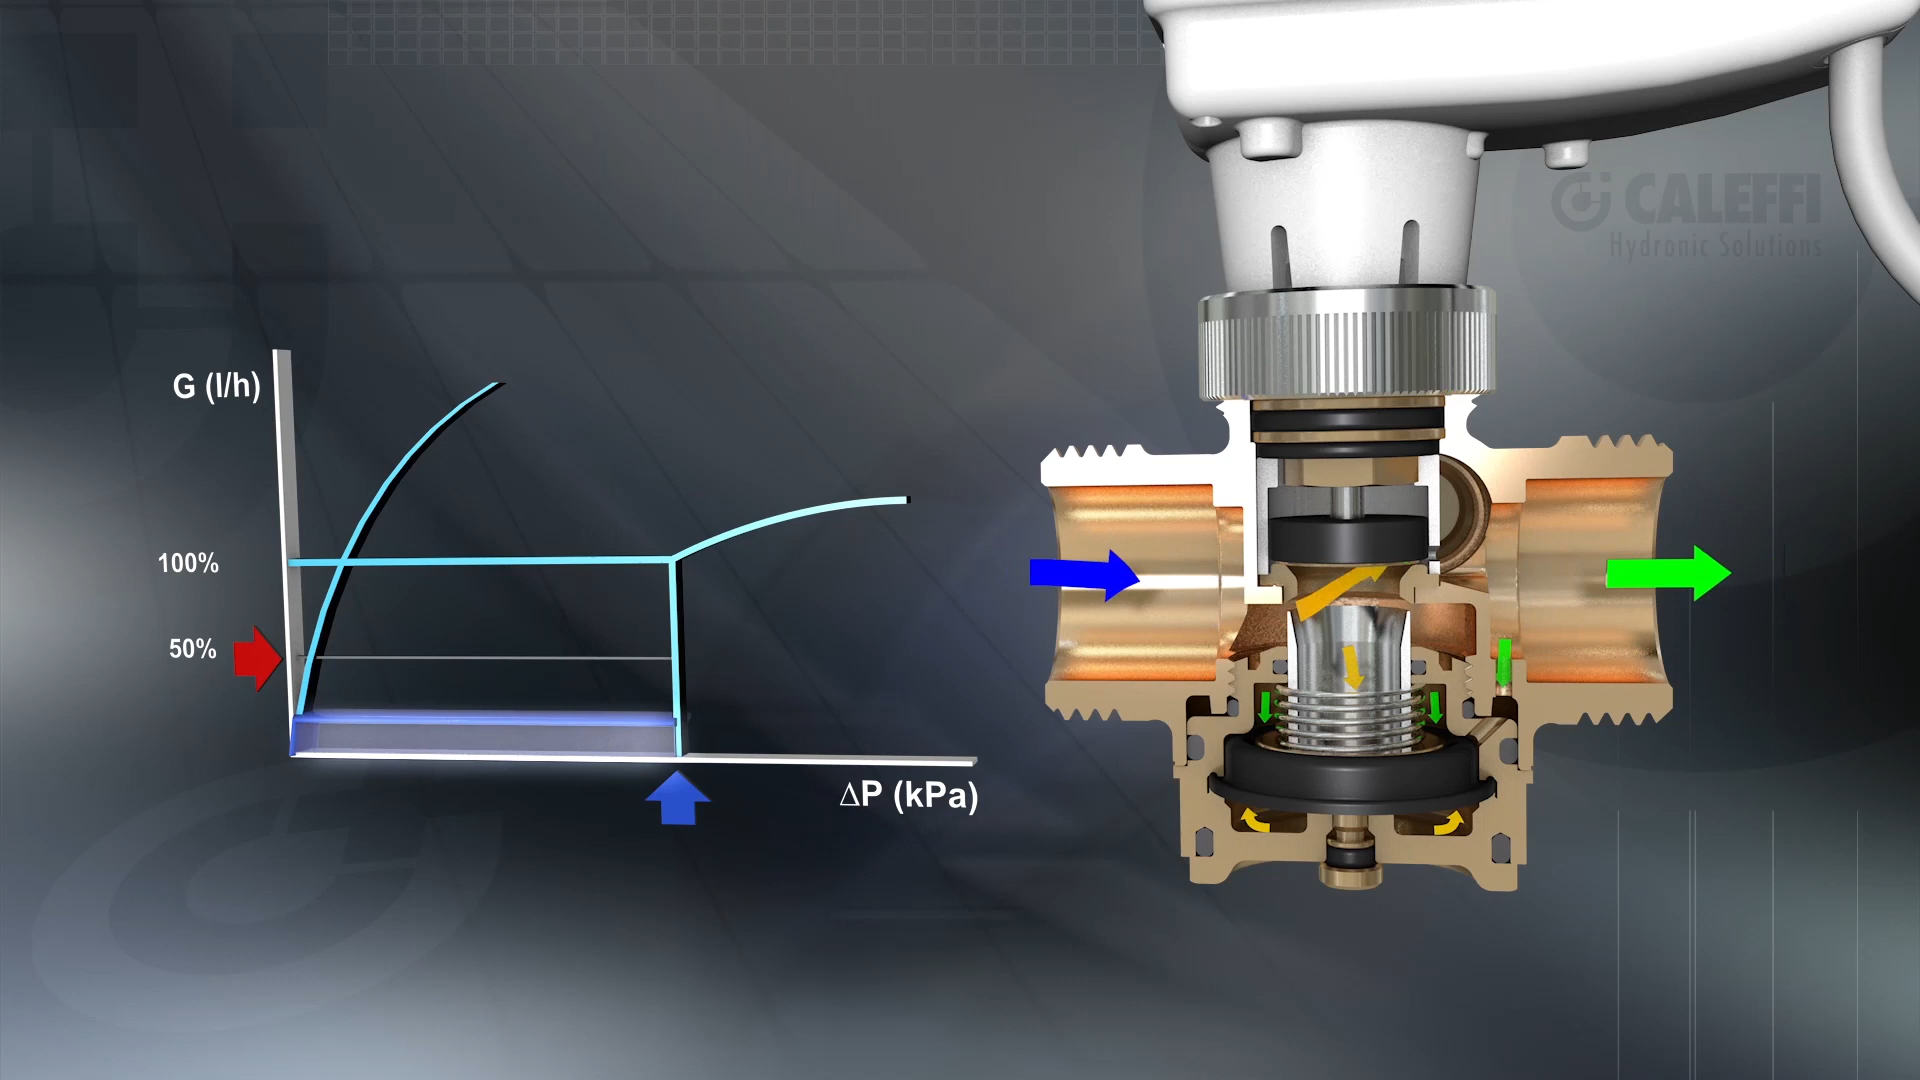 CALEFFI
Hydronic Solutions
G (l/h)
100%
50%
ΔP (kPa)